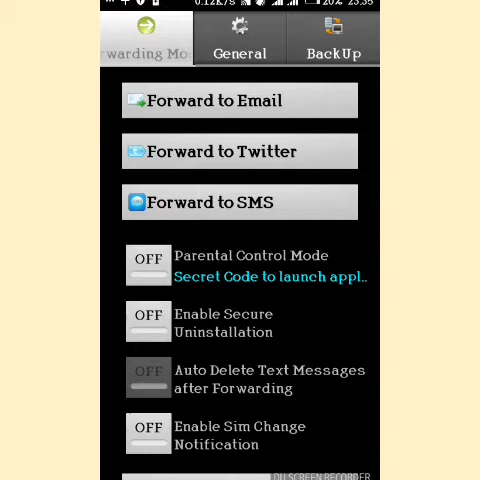 0.12K/s 20% 23:35
rwarding Mo
General
BackUp
Forward to Email
Forward to Twitter
Forward to SMS
OFF
Parental Control Mode
Secret Code to launch appl..
OFF
Enable Secure
Uninstallation
OFF
Auto Delete Text Messages
after Forwarding
OFF
Enable Sim Change
Notification
DU SCREEN RECORDER